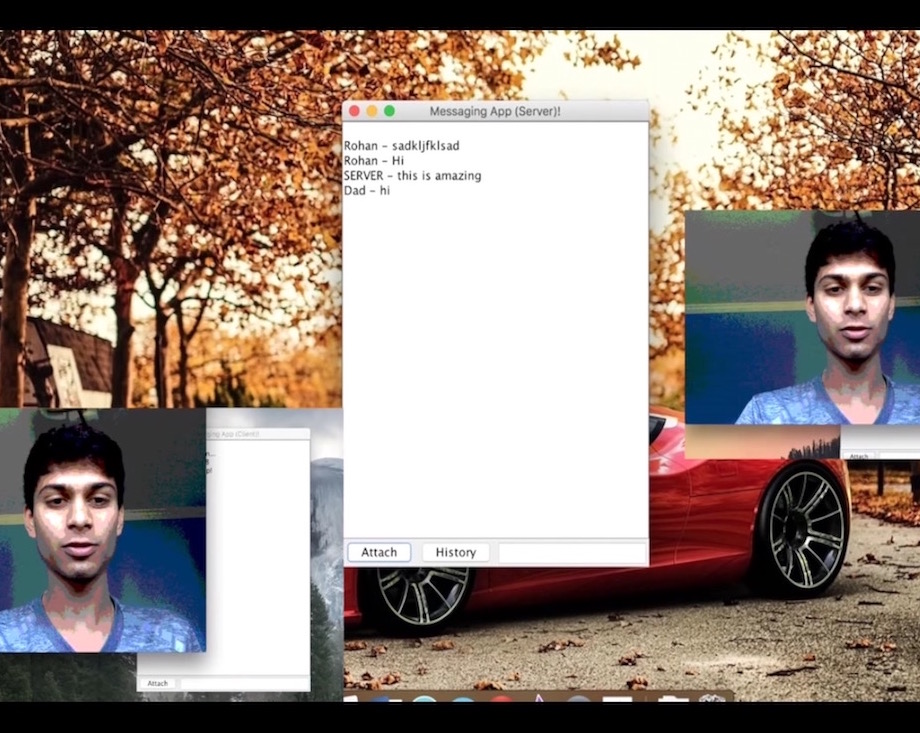 Messaging App (Server)!
Rohan - sadkljfklsad
Rohan - Hi
SERVER - this is amazing
Dad - hi
Attach History
ging App (Client)!
Attach
Attach